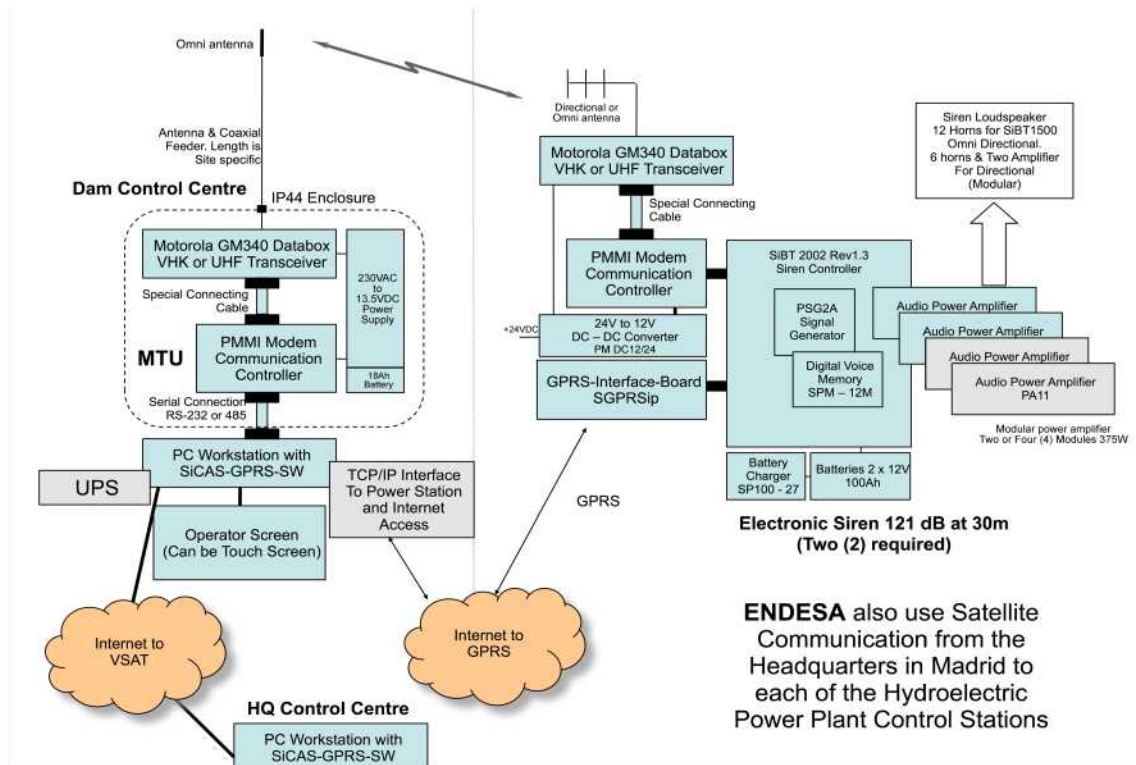 Omni antenna
Antenna & Coaxial
Feeder. Length is
Site specific
Dam Control Centre
IP44 Enclosure
Motorola GM340 Databox
VHK or UHF Transceiver
230VAC
to
13.5VDC
Power
Supply
Special Connecting
Cable
MTU
PMMI Modem
Communication
Controller
18Ah
Battery
Serial Connection
RS-232 or 485
PC Workstation with
SiCAS-GPRS-SW
UPS
TCP/IP Interface
To Power Station
and Internet
Access
Operator Screen
(Can be Touch Screen)
Internet to
VSAT
Internet to
GPRS
HQ Control Centre
PC Workstation with
SiCAS-GPRS-SW
Directional or
Omni antenna
Motorola GM340 Databox
VHK or UHF Transceiver
Special Connecting
Cable
PMMI Modem
Communication
Controller
+24VDC
24V to 12V
DC – DC Converter
PM DC12/24
GPRS-Interface-Board
SGPRSip
GPRS
Siren Loudspeaker
12 Horns for SiBT1500
Omni Directional.
6 horns & Two Amplifier
For Directional
(Modular)
SiBT 2002 Rev1.3
Siren Controller
PSG2A
Signal
Generator
Digital Voice
Memory
SPM – 12M
Audio Power Amplifier
Audio Power Amplifier
Audio Power Amplifier
Audio Power Amplifier
PA11
Modular power amplifier
Two or Four (4) Modules 375W
Battery
Charger
SP100 - 27
Batteries 2 x 12V
100Ah
Electronic Siren 121 dB at 30m
(Two (2) required)
ENDESA also use Satellite
Communication from the
Headquarters in Madrid to
each of the Hydroelectric
Power Plant Control Stations